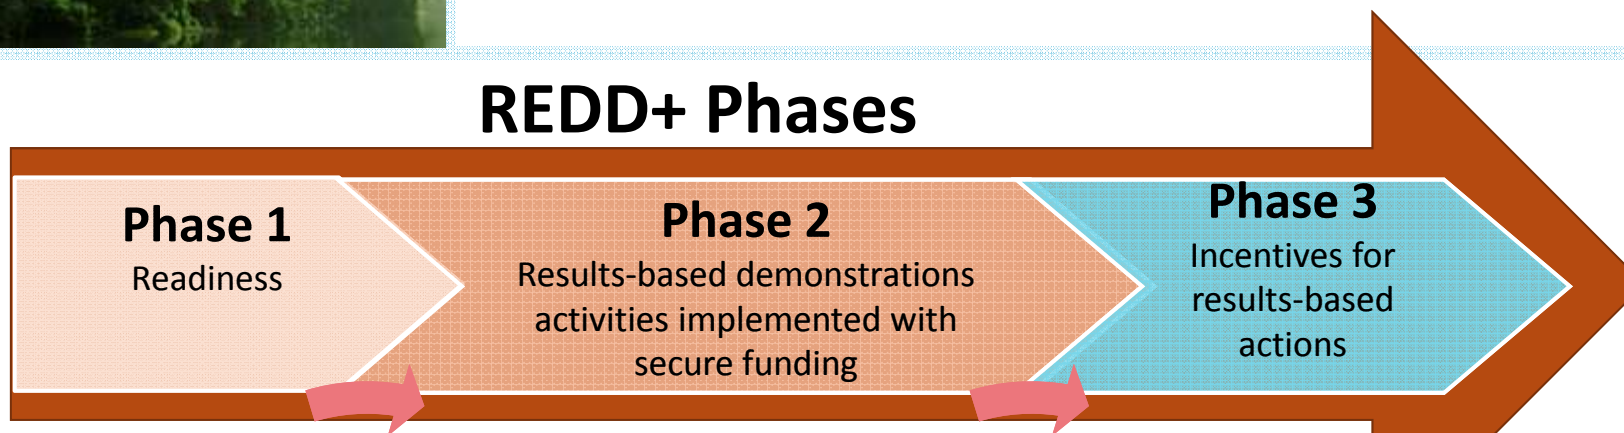 REDD+ Phases
Phase 1
Readiness
Phase 2
Results-based demonstrations
activities implemented with
secure funding
Phase 3
Incentives for
results-based
actions